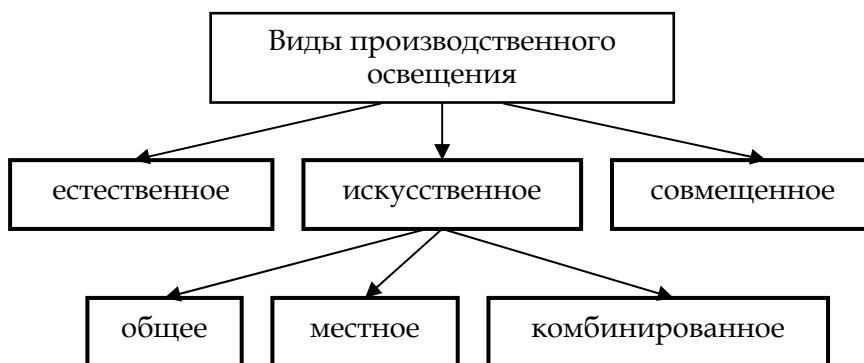 Виды производственного
освещения
естественное
искусственное
совмещенное
общее
местное
комбинированное